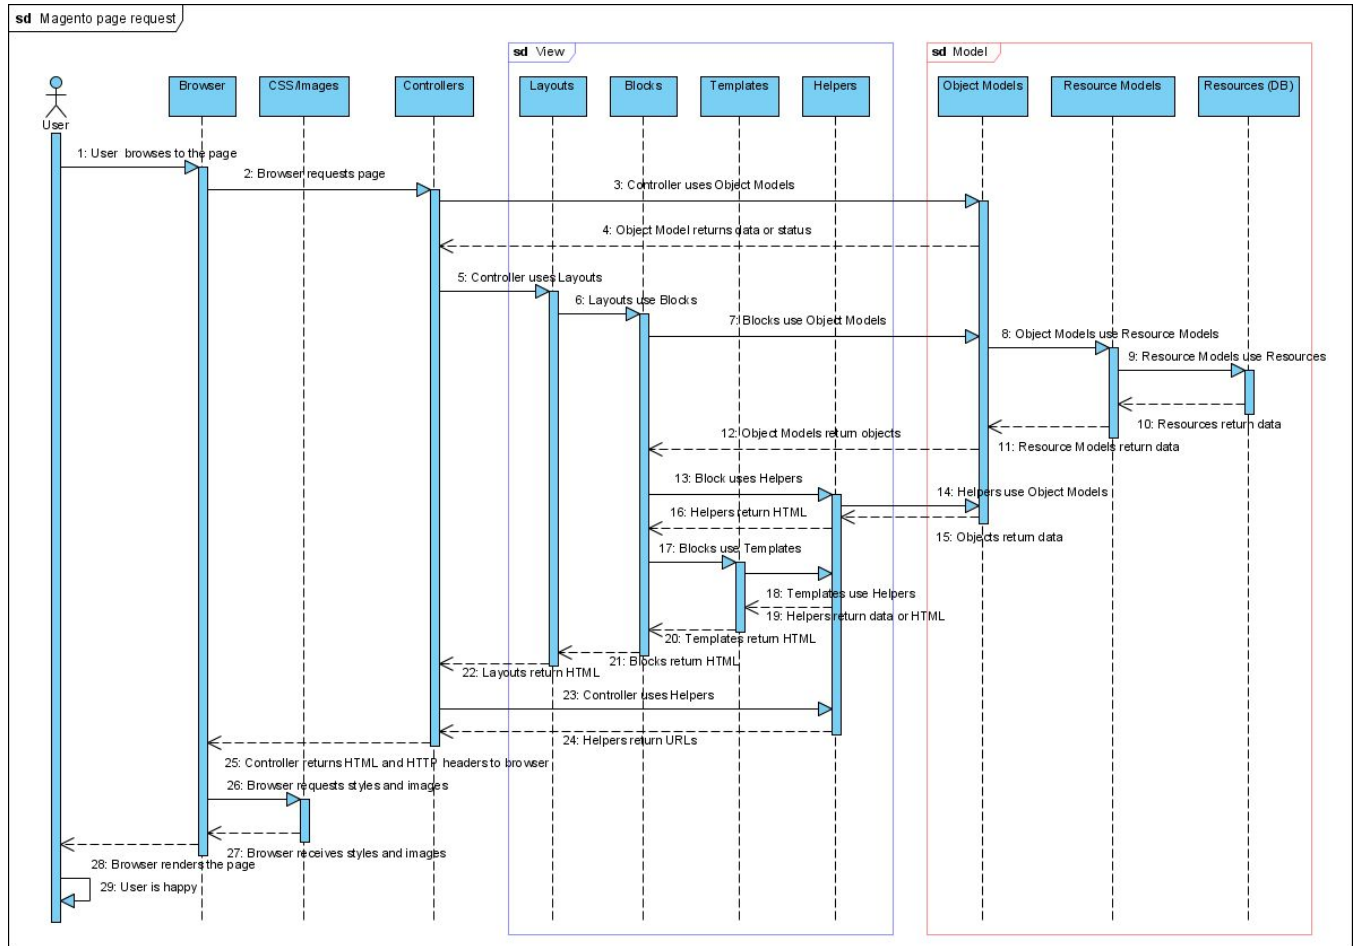 sd Magento page request
sd View
sd Model
User
Browser
CSS/Images
Controllers
Layouts
Blocks
Templates
Helpers
Object Models
Resource Models
Resources (DB)
1: User browses to the page
2: Browser requests page
3: Controller uses Object Models
4: Object Model returns data or status
5: Controller uses Layouts
6: Layouts use Blocks
7: Blocks use Object Models
8: Object Models use Resource Models
9: Resource Models use Resources
10: Resources return data
11: Resource Models return data
12: Object Models return objects
13: Block uses Helpers
14: Helpers use Object Models
15: Objects return data
16: Helpers return HTML
17: Blocks use Templates
18: Templates use Helpers
19: Helpers return data or HTML
20: Templates return HTML
21: Blocks return HTML
22: Layouts return HTML
23: Controller uses Helpers
24: Helpers return URLs
25: Controller returns HTML and HTTP headers to browser
26: Browser requests styles and images
27: Browser receives styles and images
28: Browser renders the page
29: User is happy